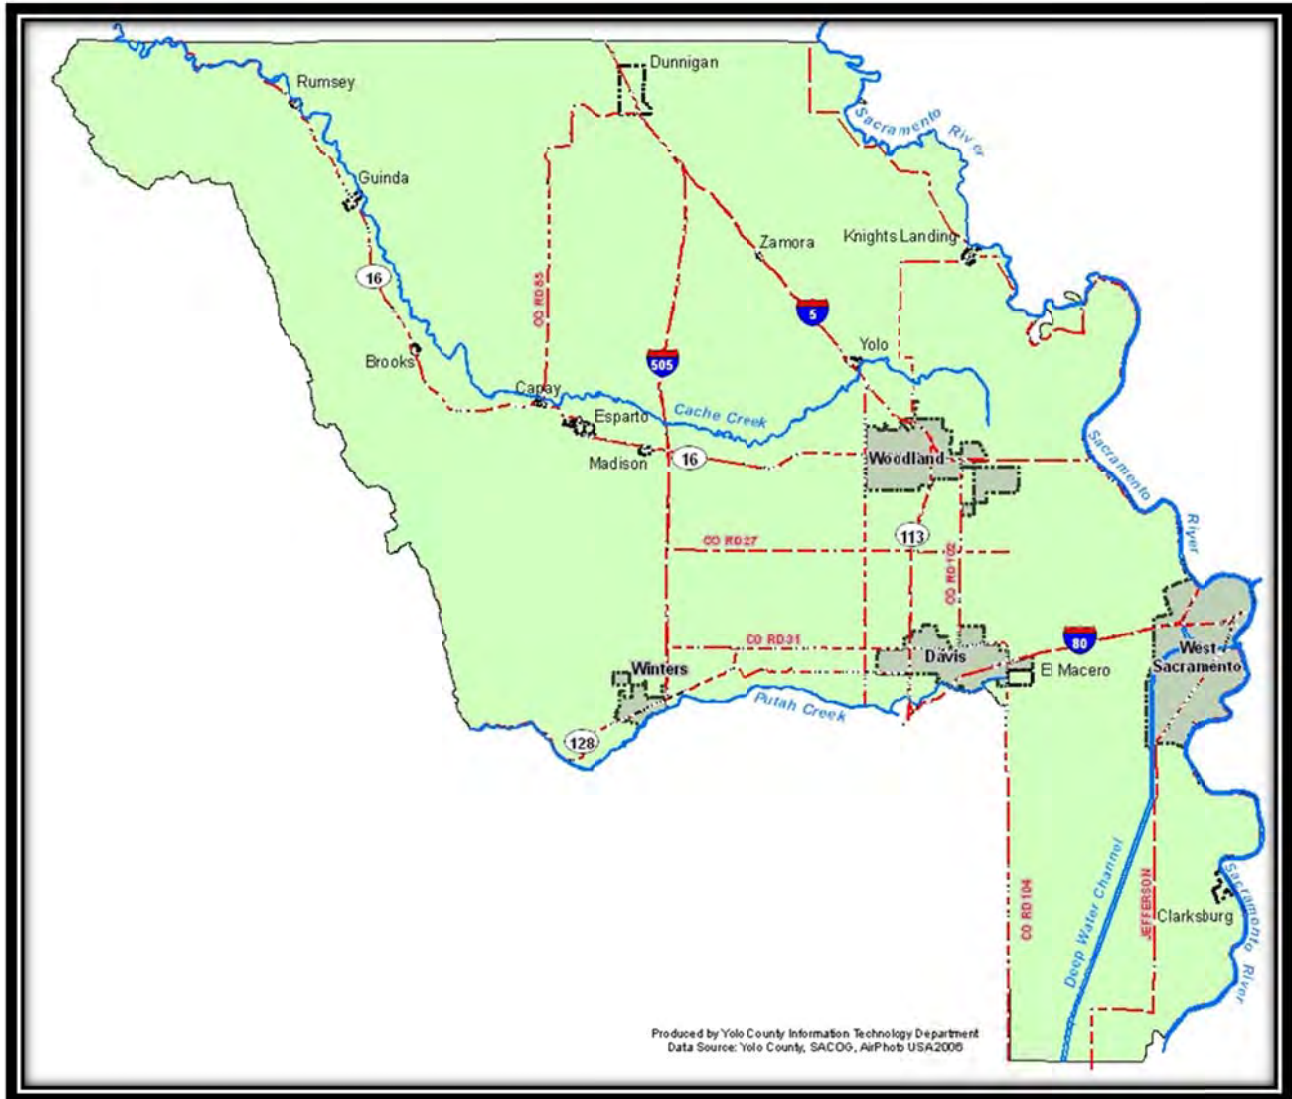 Dunnigan
Rumsey
Sacramento River
Guinda
Knights Landing
Zamora
16
CO RD 85
5
Yolo
505
Brooks
Capay
Esparto
Cache Creek
Madison
16
Woodland
Sacramento
River
113
CO RD 27
CO RD 102
CO RD 31
80
Davis
West
Sacramento
El Macero
Winters
Putah Creek
128
Deep Water Channel
CO RD 104
JEFFERSON
Clarksburg
Sacramento River
Produced by Yolo County Information Technology Department
Data Source: Yolo County, SACOG, AirPhoto USA 2006